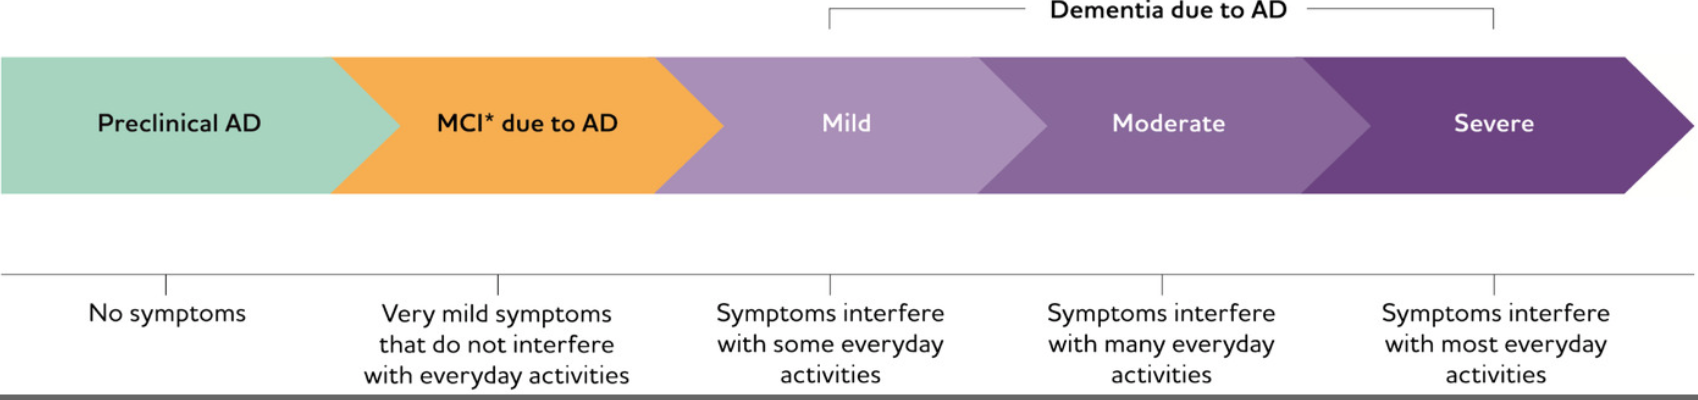 Dementia due to AD
Preclinical AD
MCI* due to AD
Mild
Moderate
Severe
No symptoms
Very mild symptoms
that do not interfere
with everyday activities
Symptoms interfere
with some everyday
activities
Symptoms interfere
with many everyday
activities
Symptoms interfere
with most everyday
activities